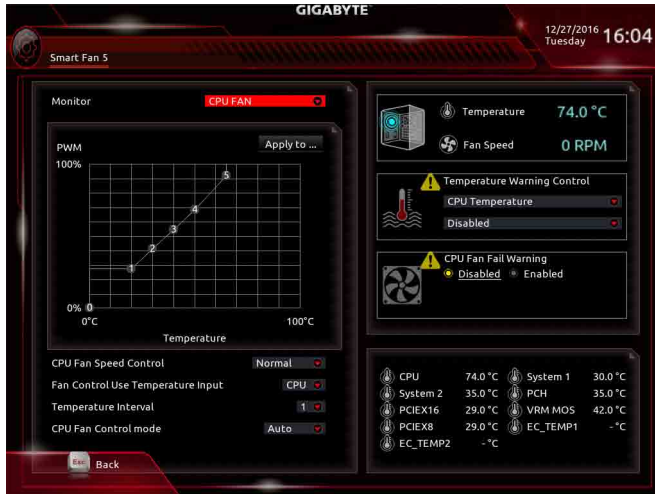 GIGABYTE
12/27/2016 16:04
Tuesday
Smart Fan 5
Monitor CPU FAN
Apply to ...
PWM
100%
5
4
3
2
1
0% 0
0°C 100°C
Temperature
CPU Fan Speed Control Normal
Fan Control Use Temperature Input CPU
Temperature Interval 1
CPU Fan Control mode Auto
Esc Back
Temperature 74.0 °C
Fan Speed 0 RPM
Temperature Warning Control
CPU Temperature
Disabled
CPU Fan Fail Warning
Disabled Enabled
CPU 74.0 °C System 1 30.0 °C
System 2 35.0 °C PCH 35.0 °C
PCIEX16 29.0 °C VRM MOS 42.0 °C
PCIEX8 29.0 °C EC_TEMP1 - °C
EC_TEMP2 - °C